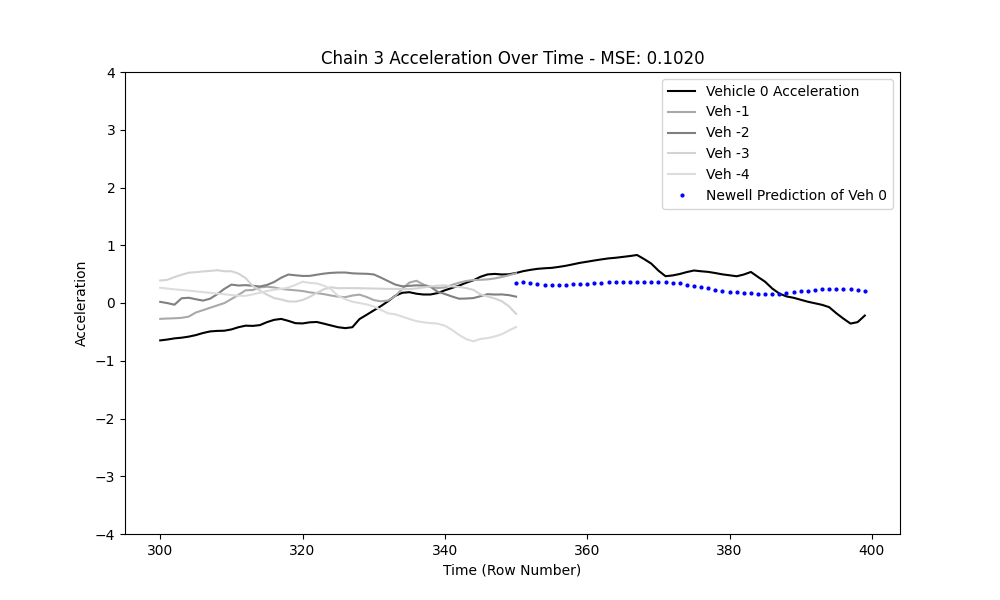 Chain 3 Acceleration Over Time - MSE: 0.1020
Vehicle 0 Acceleration
Veh -1
Veh -2
Veh -3
Veh -4
Newell Prediction of Veh 0
Acceleration
4
3
2
1
0
−1
−2
−3
−4
300
320
340
360
380
400
Time (Row Number)